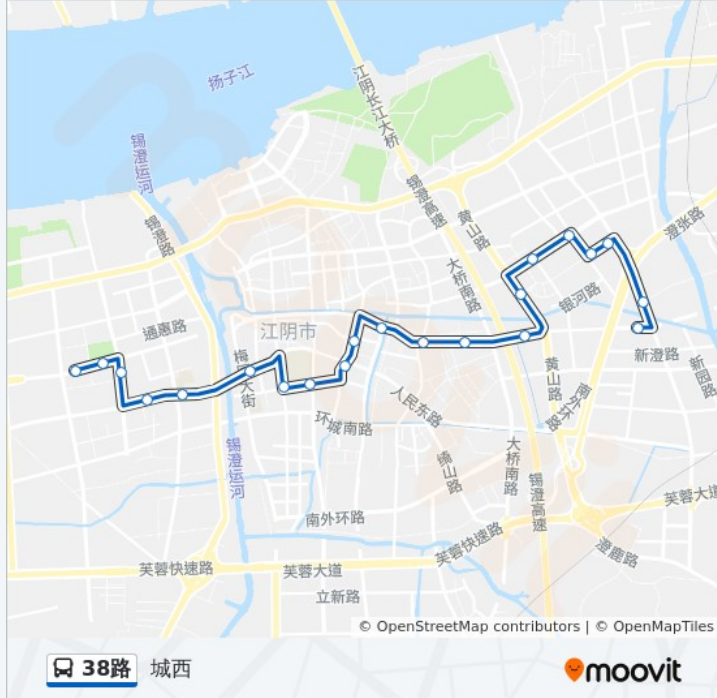 扬子江
江阴长江大桥
锡澄运河
锡澄路
锡澄高速
黄山路
澄张路
大桥南路
银河路
通惠路
江阴市
新澄路
梅
大街
黄山路
新园路
人民东路
南外环路
环城南路
锡澄运河
绮山路
大桥南路
锡澄高速
芙蓉大道
南外环路
芙蓉快速路
澄鹿路
芙蓉快速路
芙蓉大道
立新路
© OpenStreetMap contributors | © OpenMapTiles
38路 城西
moovit